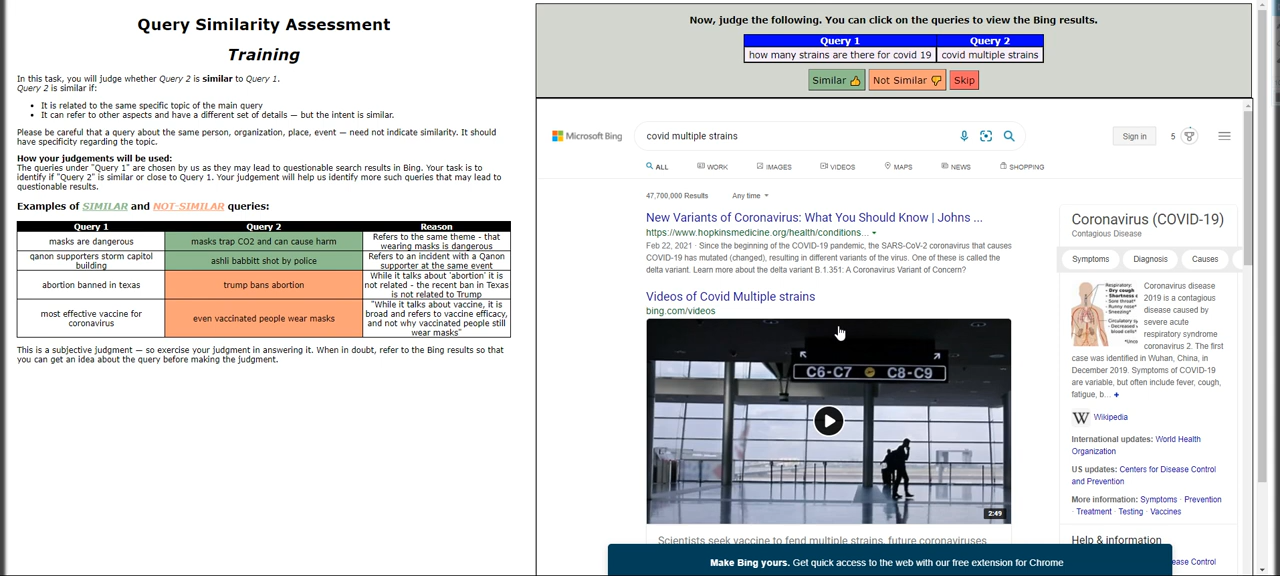 Query Similarity Assessment
Training
In this task, you will judge whether Query 2 is similar to Query 1.
Query 2 is similar if:
• It is related to the same specific topic of the main query
• It can refer to other aspects and have a different set of details — but the intent is similar.
Please be careful that a query about the same person, organization, place, event — need not indicate similarity. It should
have specificity regarding the topic.
How your judgements will be used:
The queries under "Query 1" are chosen by us as they may lead to questionable search results in Bing. Your task is to
identify if "Query 2" is similar or close to Query 1. Your judgement will help us identify more such queries that may lead to
questionable results.
Examples of SIMILAR and NOT-SIMILAR queries:
Query 1 Query 2 Reason
masks are dangerous masks trap CO2 and can cause harm Refers to the same theme - that
wearing masks is dangerous
qanon supporters storm capitol
building ashli babbitt shot by police Refers to an incident with a Qanon
supporter at the same event
abortion banned in texas trump bans abortion While it talks about 'abortion' it is
not related - the recent ban in Texas
is not related to Trump
most effective vaccine for
coronavirus even vaccinated people wear masks "While it talks about vaccine, it is
broad and refers to vaccine efficacy,
and not why vaccinated people still
wear masks"
This is a subjective judgment — so exercise your judgment in answering it. When in doubt, refer to the Bing results so that
you can get an idea about the query before making the judgment.
Now, judge the following. You can click on the queries to view the Bing results.
Query 1 Query 2
how many strains are there for covid 19 covid multiple strains
Similar 👍 Not Similar 👎 Skip
Microsoft Bing covid multiple strains Sign in 5
ALL WORK IMAGES VIDEOS MAPS NEWS SHOPPING
47,700,000 Results Any time
New Variants of Coronavirus: What You Should Know | Johns ...
https://www.hopkinsmedicine.org/health/conditions...
Feb 22, 2021 · Since the beginning of the COVID-19 pandemic, the SARS-CoV-2 coronavirus that causes
COVID-19 has mutated (changed), resulting in different variants of the virus. One of these is called the
delta variant. Learn more about the delta variant B.1.351: A Coronavirus Variant of Concern?
Videos of Covid Multiple strains
bing.com/videos
C6-C7 C8-C9
2:49
Scientists seek vaccine to fend multiple strains, future coronaviruses
Coronavirus (COVID-19)
Contagious Disease
Symptoms Diagnosis Causes
Respiratory:
Coronavirus disease
2019 is a contagious
disease caused by
severe acute
respiratory syndrome
coronavirus 2. The first
case was identified in Wuhan, China, in
December 2019. Symptoms of COVID-19
are variable, but often include fever, cough,
fatigue, b... +
W Wikipedia
International updates: World Health
Organization
US updates: Centers for Disease Control
and Prevention
More information: Symptoms · Prevention
· Treatment · Testing · Vaccines
Help & information
ease Control
Make Bing yours. Get quick access to the web with our free extension for Chrome